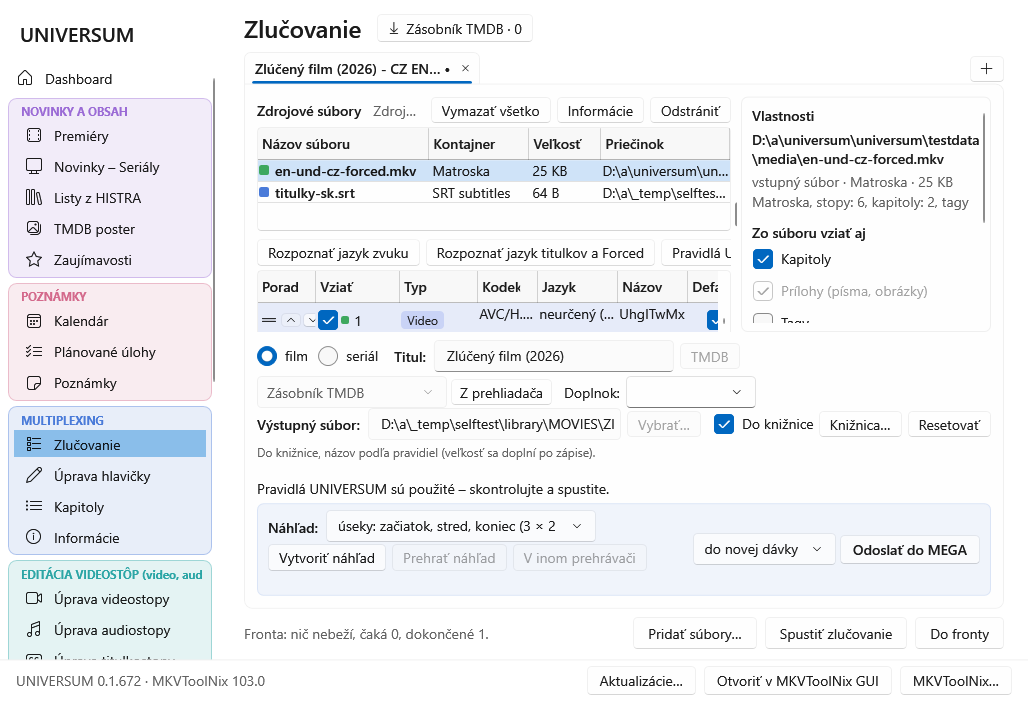 UNIVERSUM
Dashboard
NOVINKY A OBSAH
Premiéry
Novinky – Seriály
Listy z HISTRA
TMDB poster
Zaujímavosti
POZNÁMKY
Kalendár
Plánované úlohy
Poznámky
MULTIPLEXING
Zlučovanie
Úprava hlavičky
Kapitoly
Informácie
EDITÁCIA VIDEOSTÔP (video, aud
Úprava videostopy
Úprava audiostopy
Zlučovanie
Zásobník TMDB · 0
Zlúčený film (2026) - CZ EN... •
Zdrojové súbory Zdroj... Vymazať všetko Informácie Odstrániť
Názov súboru Kontajner Veľkosť Priečinok
en-und-cz-forced.mkv Matroska 25 KB D:\a\universum\un...
titulky-sk.srt SRT subtitles 64 B D:\a\_temp\selftes...
Rozpoznať jazyk zvuku Rozpoznať jazyk titulkov a Forced Pravidlá U
Porad Vziať Typ Kodek Jazyk Názov Defa
1 Video AVC/H.... neurčený (... UhgITwMx
Vlastnosti
D:\a\universum\universum\testdata
\media\en-und-cz-forced.mkv
vstupný súbor · Matroska · 25 KB
Matroska, stopy: 6, kapitoly: 2, tagy
Zo súboru vziať aj
Kapitoly
Prílohy (písma, obrázky)
Tagy
film seriál Titul: Zlúčený film (2026) TMDB
Zásobník TMDB Z prehliadača Doplnok:
Výstupný súbor: D:\a\_temp\selftest\library\MOVIES\Zl Vybrať... Do knižnice Knižnica... Resetovať
Do knižnice, názov podľa pravidiel (veľkosť sa doplní po zápise).
Pravidlá UNIVERSUM sú použité – skontrolujte a spustite.
Náhľad: úseky: začiatok, stred, koniec (3 × 2
Vytvoriť náhľad Prehrať náhľad V inom prehrávači do novej dávky Odoslať do MEGA
Fronta: nič nebeží, čaká 0, dokončené 1. Pridať súbory... Spustiť zlučovanie Do fronty
UNIVERSUM 0.1.672 · MKVToolNix 103.0 Aktualizácie... Otvoriť v MKVToolNix GUI MKVToolNix...